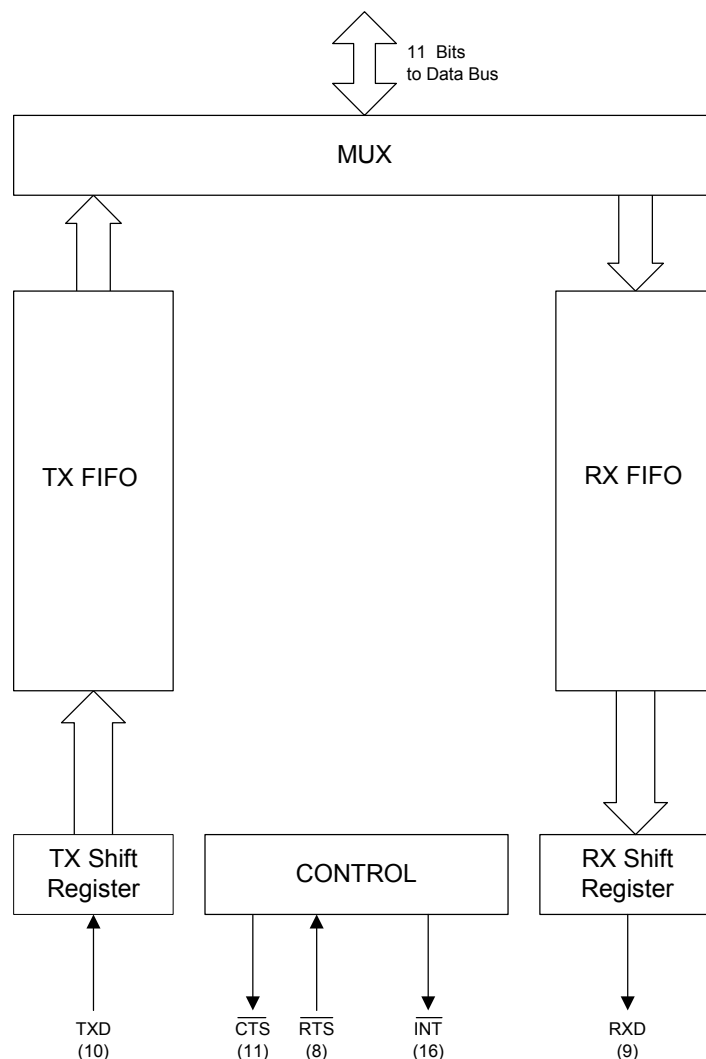 11 Bits
to Data Bus
MUX
TX FIFO
RX FIFO
TX Shift
Register
CONTROL
RX Shift
Register
TXD
(10)
CTS
(11)
RTS
(8)
INT
(16)
RXD
(9)